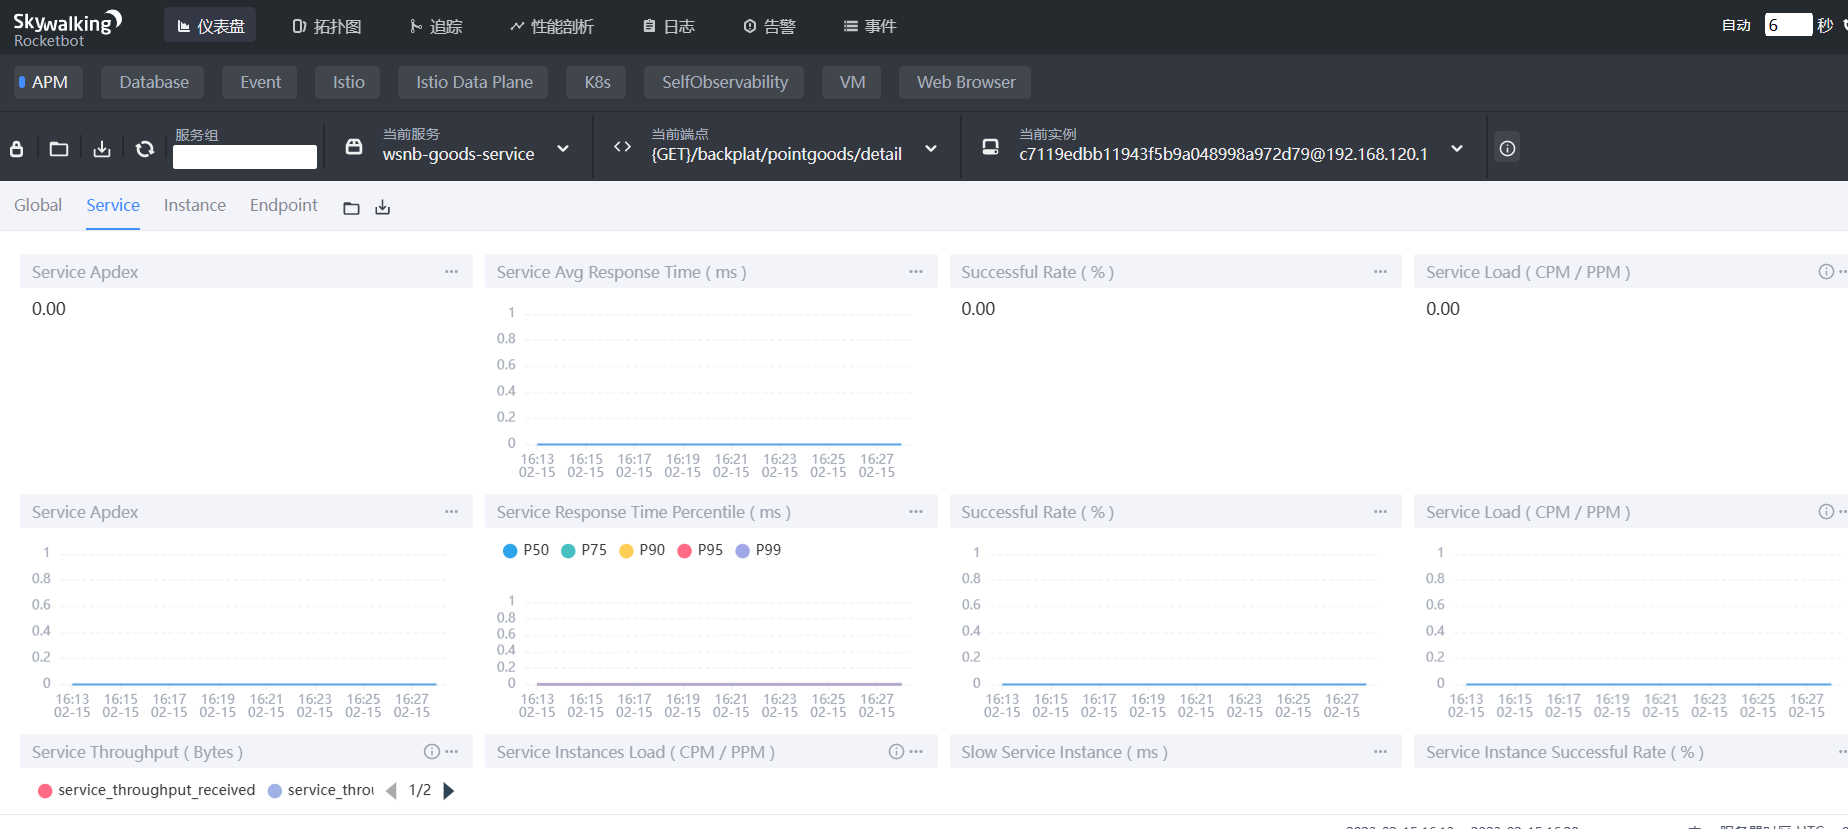 Skywalking
Rocketbot
仪表盘 拓扑图 追踪 性能剖析 日志 告警 事件
自动 6 秒
APM Database Event Istio Istio Data Plane K8s SelfObservability VM Web Browser
服务组 当前服务 当前端点 当前实例
wsnb-goods-service {GET}/backplat/pointgoods/detail c7119edbb11943f5b9a048998a972d79@192.168.120.1
Global Service Instance Endpoint
Service Apdex Service Avg Response Time ( ms ) Successful Rate ( % ) Service Load ( CPM / PPM )
0.00 0.00 0.00
1
0.8
0.6
0.4
0.2
0
16:13 16:15 16:17 16:19 16:21 16:23 16:25 16:27
02-15 02-15 02-15 02-15 02-15 02-15 02-15 02-15
Service Apdex Service Response Time Percentile ( ms ) Successful Rate ( % ) Service Load ( CPM / PPM )
P50 P75 P90 P95 P99
1 1 1 1
0.8 0.8 0.8 0.8
0.6 0.6 0.6 0.6
0.4 0.4 0.4 0.4
0.2 0.2 0.2 0.2
0 0 0 0
16:13 16:15 16:17 16:19 16:21 16:23 16:25 16:27 16:13 16:15 16:17 16:19 16:21 16:23 16:25 16:27 16:13 16:15 16:17 16:19 16:21 16:23 16:25 16:27 16:13 16:15 16:17 16:19 16:21 16:23 16:25 16:27
02-15 02-15 02-15 02-15 02-15 02-15 02-15 02-15 02-15 02-15 02-15 02-15 02-15 02-15 02-15 02-15 02-15 02-15 02-15 02-15 02-15 02-15 02-15 02-15 02-15 02-15 02-15 02-15 02-15 02-15 02-15 02-15
Service Throughput ( Bytes ) Service Instances Load ( CPM / PPM ) Slow Service Instance ( ms ) Service Instance Successful Rate ( % )
service_throughput_received service_throu 1/2